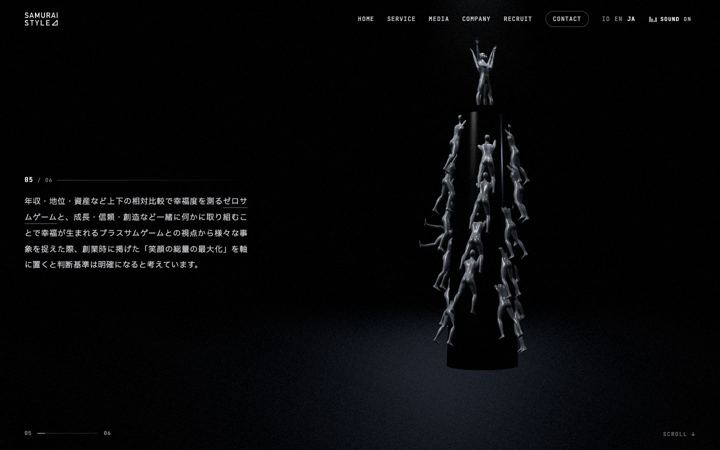 SAMURAI
STYLE
HOME SERVICE MEDIA COMPANY RECRUIT CONTACT ID EN JA SOUND ON
05 / 06
年収・地位・資産など上下の相対比較で幸福度を測るゼロサ
ムゲームと、成長・信頼・創造など一緒に何かに取り組むこ
とで幸福が生まれるプラスサムゲームとの視点から様々な事
象を捉えた際、創業時に掲げた「笑顔の総量の最大化」を軸
に置くと判断基準は明確になると考えています。
05 06
SCROLL ↓